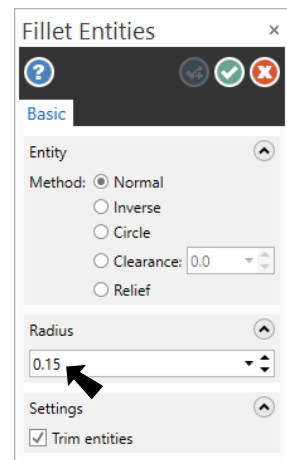 Fillet Entities ×
?
Basic
Entity
Method: Normal
Inverse
Circle
Clearance: 0.0
Relief
Radius
0.15
Settings
Trim entities